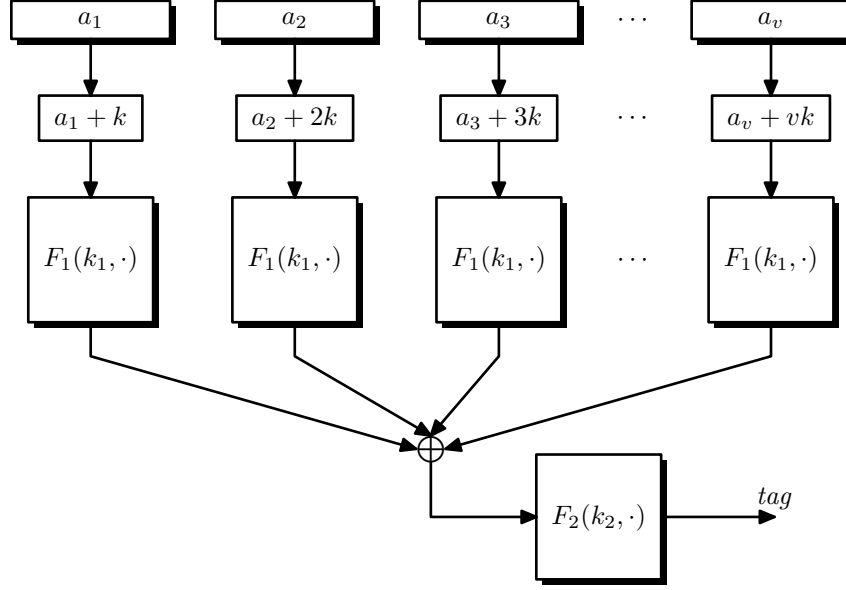 a₁ a₂ a₃ ⋯ aᵥ
a₁ + k a₂ + 2k a₃ + 3k ⋯ aᵥ + vk
F₁(k₁, ·) F₁(k₁, ·) F₁(k₁, ·) ⋯ F₁(k₁, ·)
⊕
tag
F₂(k₂, ·)